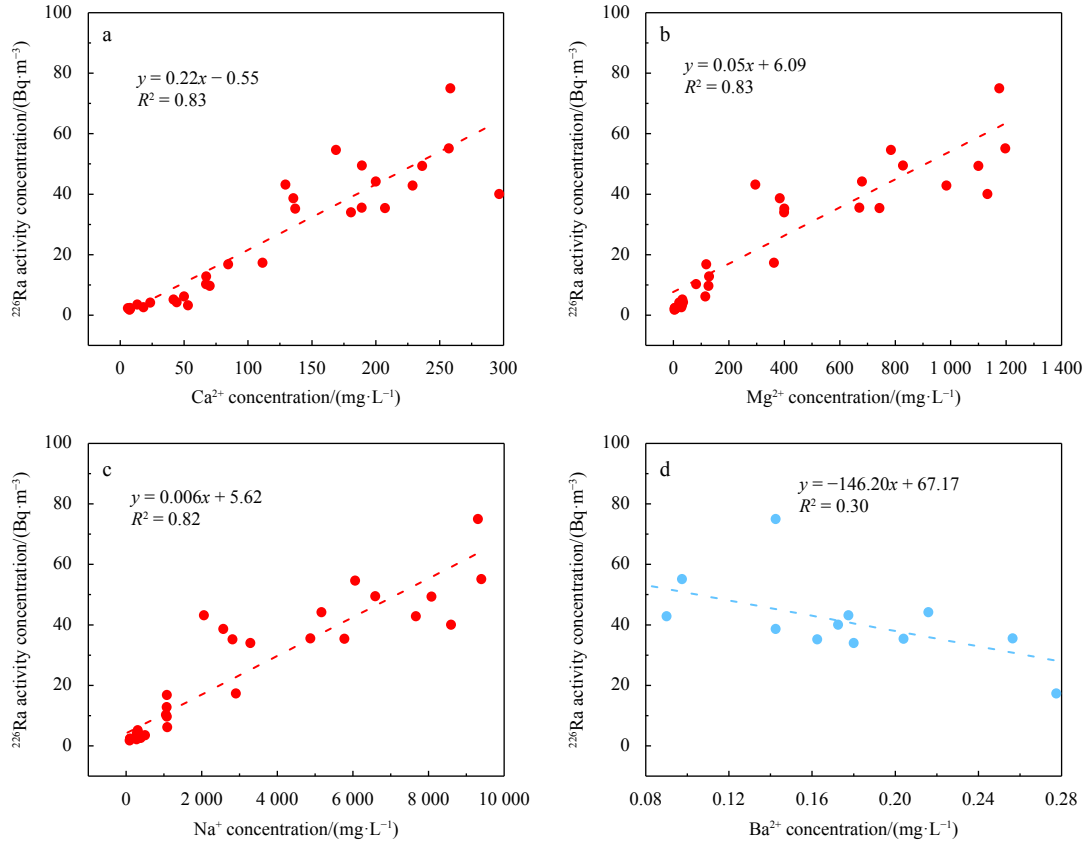 a
y = 0.22x − 0.55
R² = 0.83
²²⁶Ra activity concentration/(Bq·m⁻³)
100
80
60
40
20
0
0 50 100 150 200 250 300
Ca²⁺ concentration/(mg·L⁻¹)
b
y = 0.05x + 6.09
R² = 0.83
²²⁶Ra activity concentration/(Bq·m⁻³)
100
80
60
40
20
0
0 200 400 600 800 1 000 1 200 1 400
Mg²⁺ concentration/(mg·L⁻¹)
c
y = 0.006x + 5.62
R² = 0.82
²²⁶Ra activity concentration/(Bq·m⁻³)
100
80
60
40
20
0
0 2 000 4 000 6 000 8 000 10 000
Na⁺ concentration/(mg·L⁻¹)
d
y = −146.20x + 67.17
R² = 0.30
²²⁶Ra activity concentration/(Bq·m⁻³)
100
80
60
40
20
0
0.08 0.12 0.16 0.20 0.24 0.28
Ba²⁺ concentration/(mg·L⁻¹)